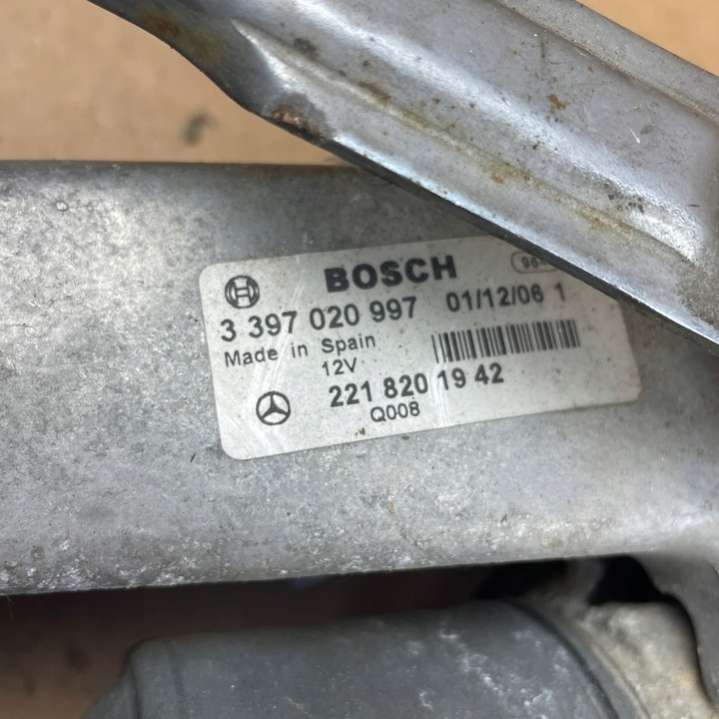 BOSCH
3 397 020 997 01/12/06 1
Made in Spain
12V
221 820 19 42
Q008